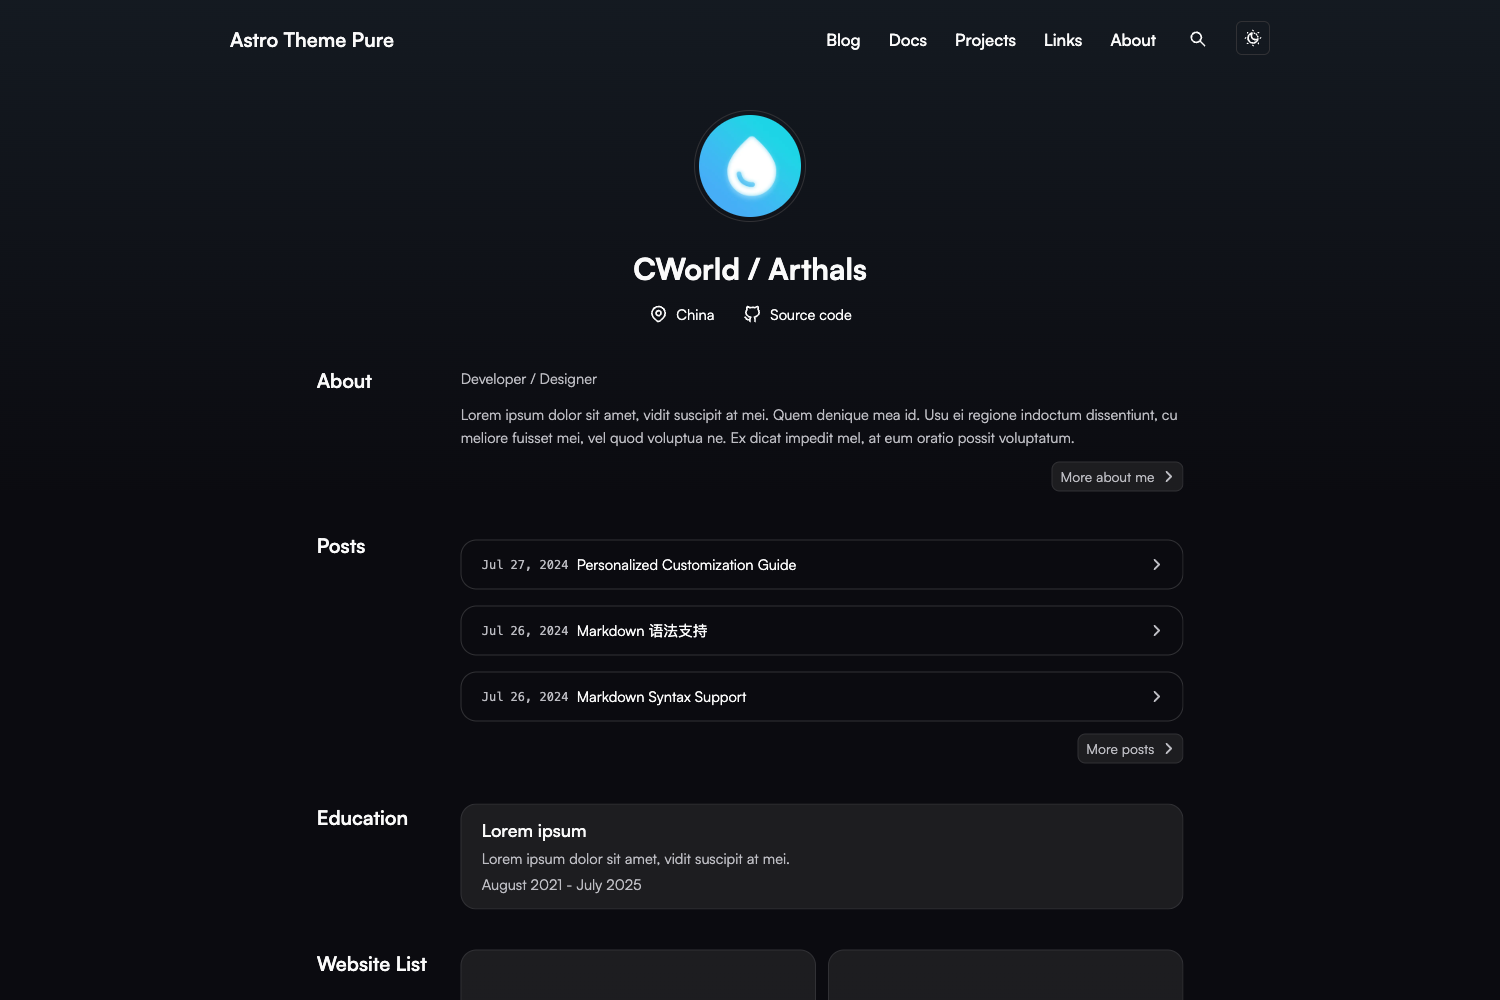 Astro Theme Pure
Blog Docs Projects Links About
CWorld / Arthals
China Source code
About
Developer / Designer
Lorem ipsum dolor sit amet, vidit suscipit at mei. Quem denique mea id. Usu ei regione indoctum dissentiunt, cu
meliore fuisset mei, vel quod voluptua ne. Ex dicat impedit mel, at eum oratio possit voluptatum.
More about me
Posts
Jul 27, 2024 Personalized Customization Guide
Jul 26, 2024 Markdown 语法支持
Jul 26, 2024 Markdown Syntax Support
More posts
Education
Lorem ipsum
Lorem ipsum dolor sit amet, vidit suscipit at mei.
August 2021 - July 2025
Website List